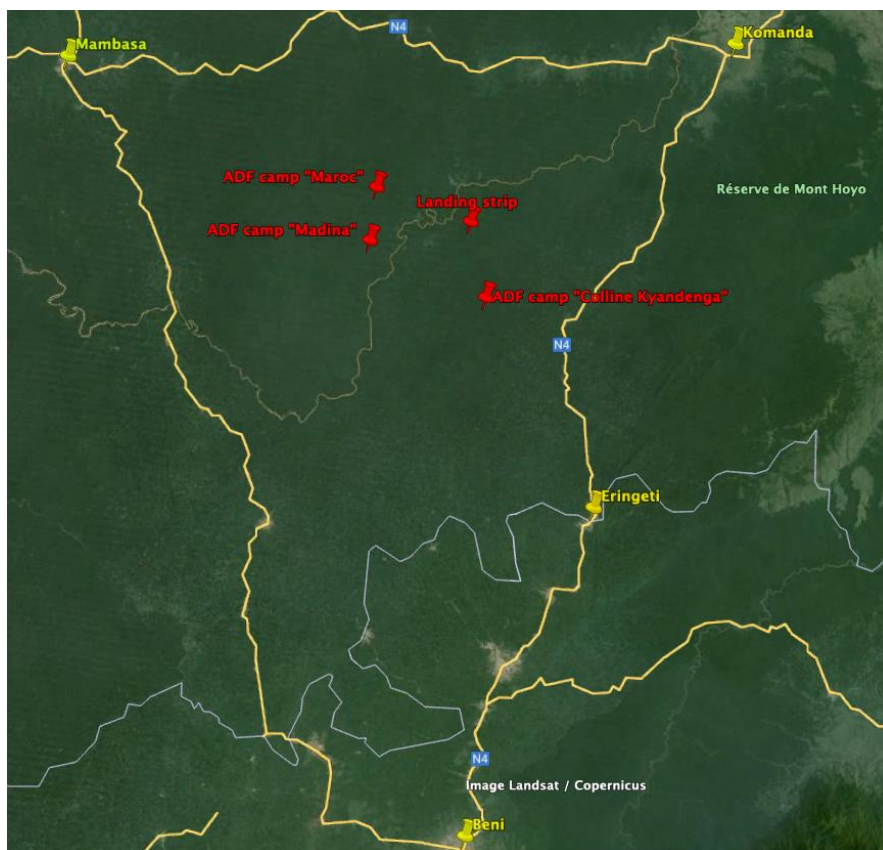 N4
Komanda
Mambasa
ADF camp "Maroc"
Réserve de Mont Hoyo
Landing strip
ADF camp "Madina"
ADF camp "Colline Kyandenga"
N4
Eringeti
N4
Image Landsat / Copernicus
Beni